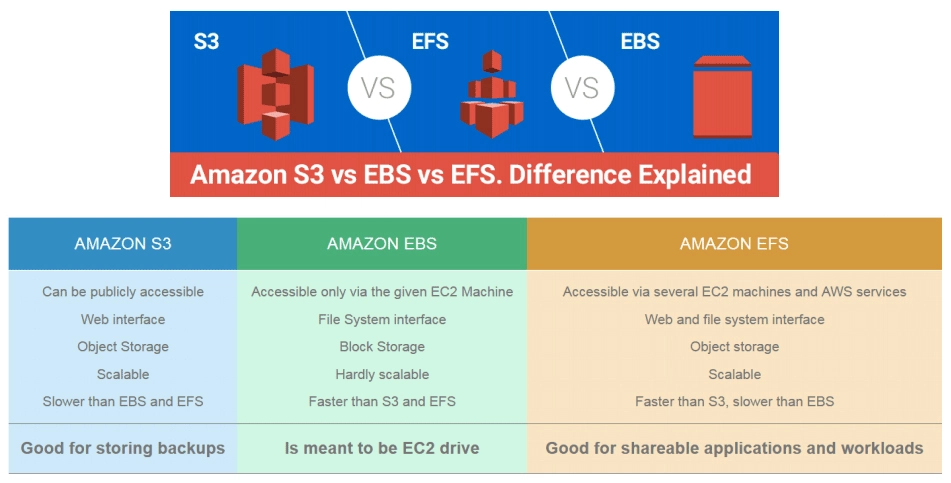 S3 VS EFS VS EBS
Amazon S3 vs EBS vs EFS. Difference Explained
AMAZON S3 AMAZON EBS AMAZON EFS
Can be publicly accessible Accessible only via the given EC2 Machine Accessible via several EC2 machines and AWS services
Web interface File System interface Web and file system interface
Object Storage Block Storage Object storage
Scalable Hardly scalable Scalable
Slower than EBS and EFS Faster than S3 and EFS Faster than S3, slower than EBS
Good for storing backups Is meant to be EC2 drive Good for shareable applications and workloads